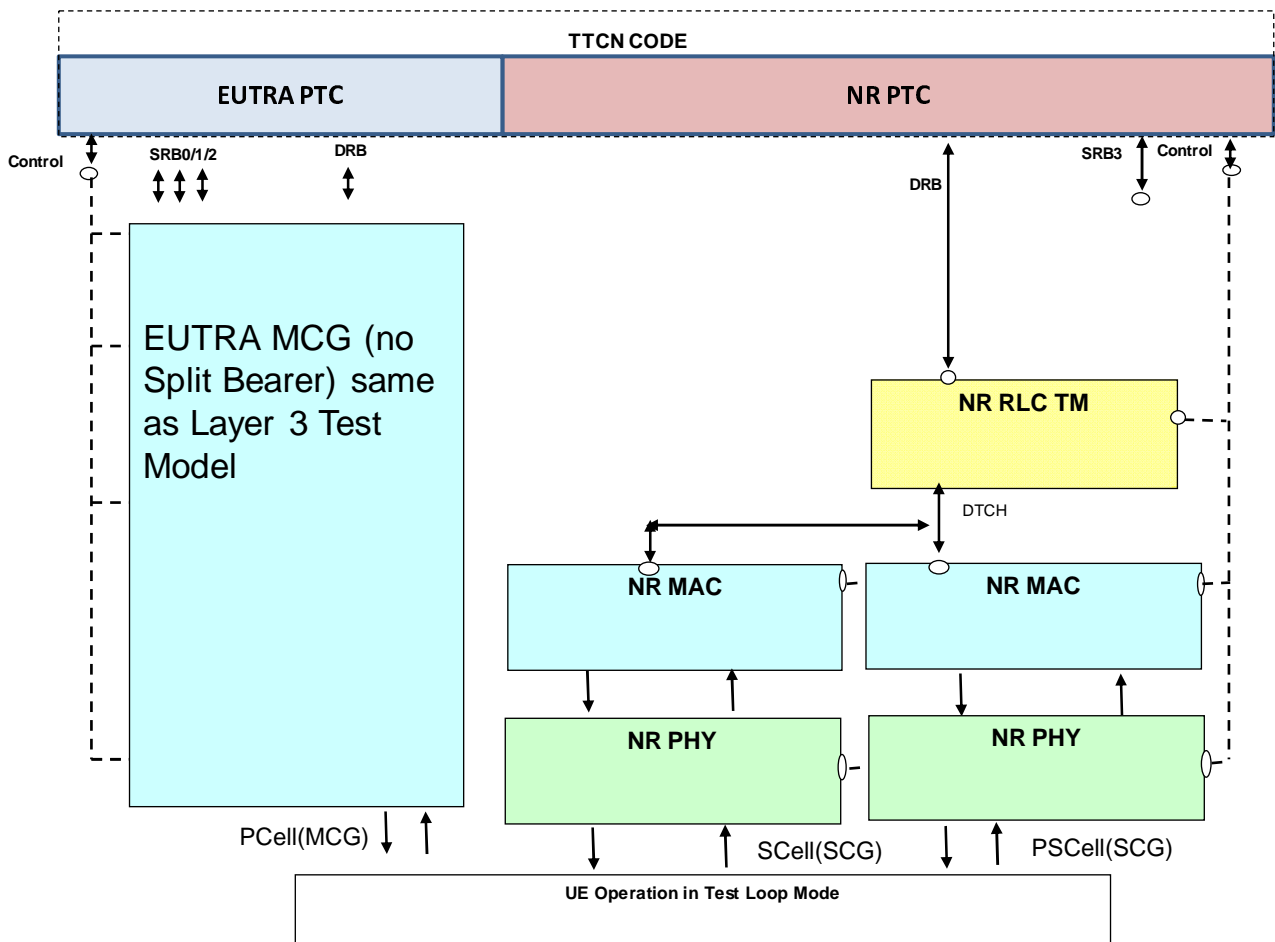 TTCN CODE
EUTRA PTC
NR PTC
Control
SRB0/1/2
DRB
DRB
SRB3
Control
EUTRA MCG (no
Split Bearer) same
as Layer 3 Test
Model
NR RLC TM
DTCH
NR MAC
NR MAC
NR PHY
NR PHY
PCell(MCG)
SCell(SCG)
PSCell(SCG)
UE Operation in Test Loop Mode